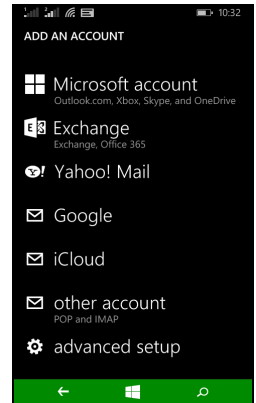 10:32
ADD AN ACCOUNT
Microsoft account
Outlook.com, Xbox, Skype, and OneDrive
Exchange
Exchange, Office 365
Yahoo! Mail
Google
iCloud
other account
POP and IMAP
advanced setup